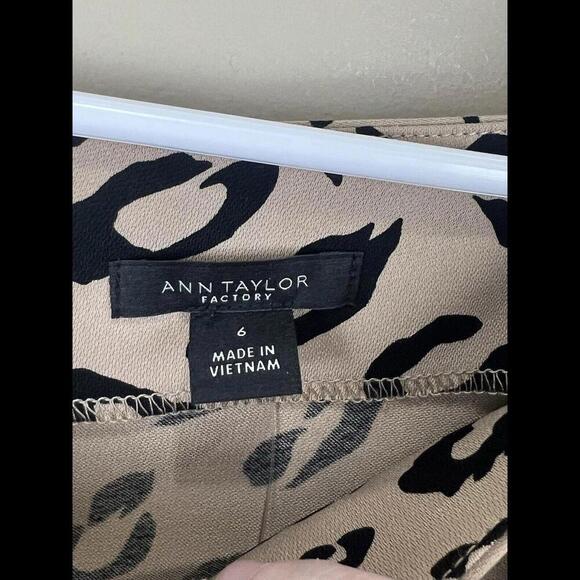 ANN TAYLOR
FACTORY
6
MADE IN
VIETNAM